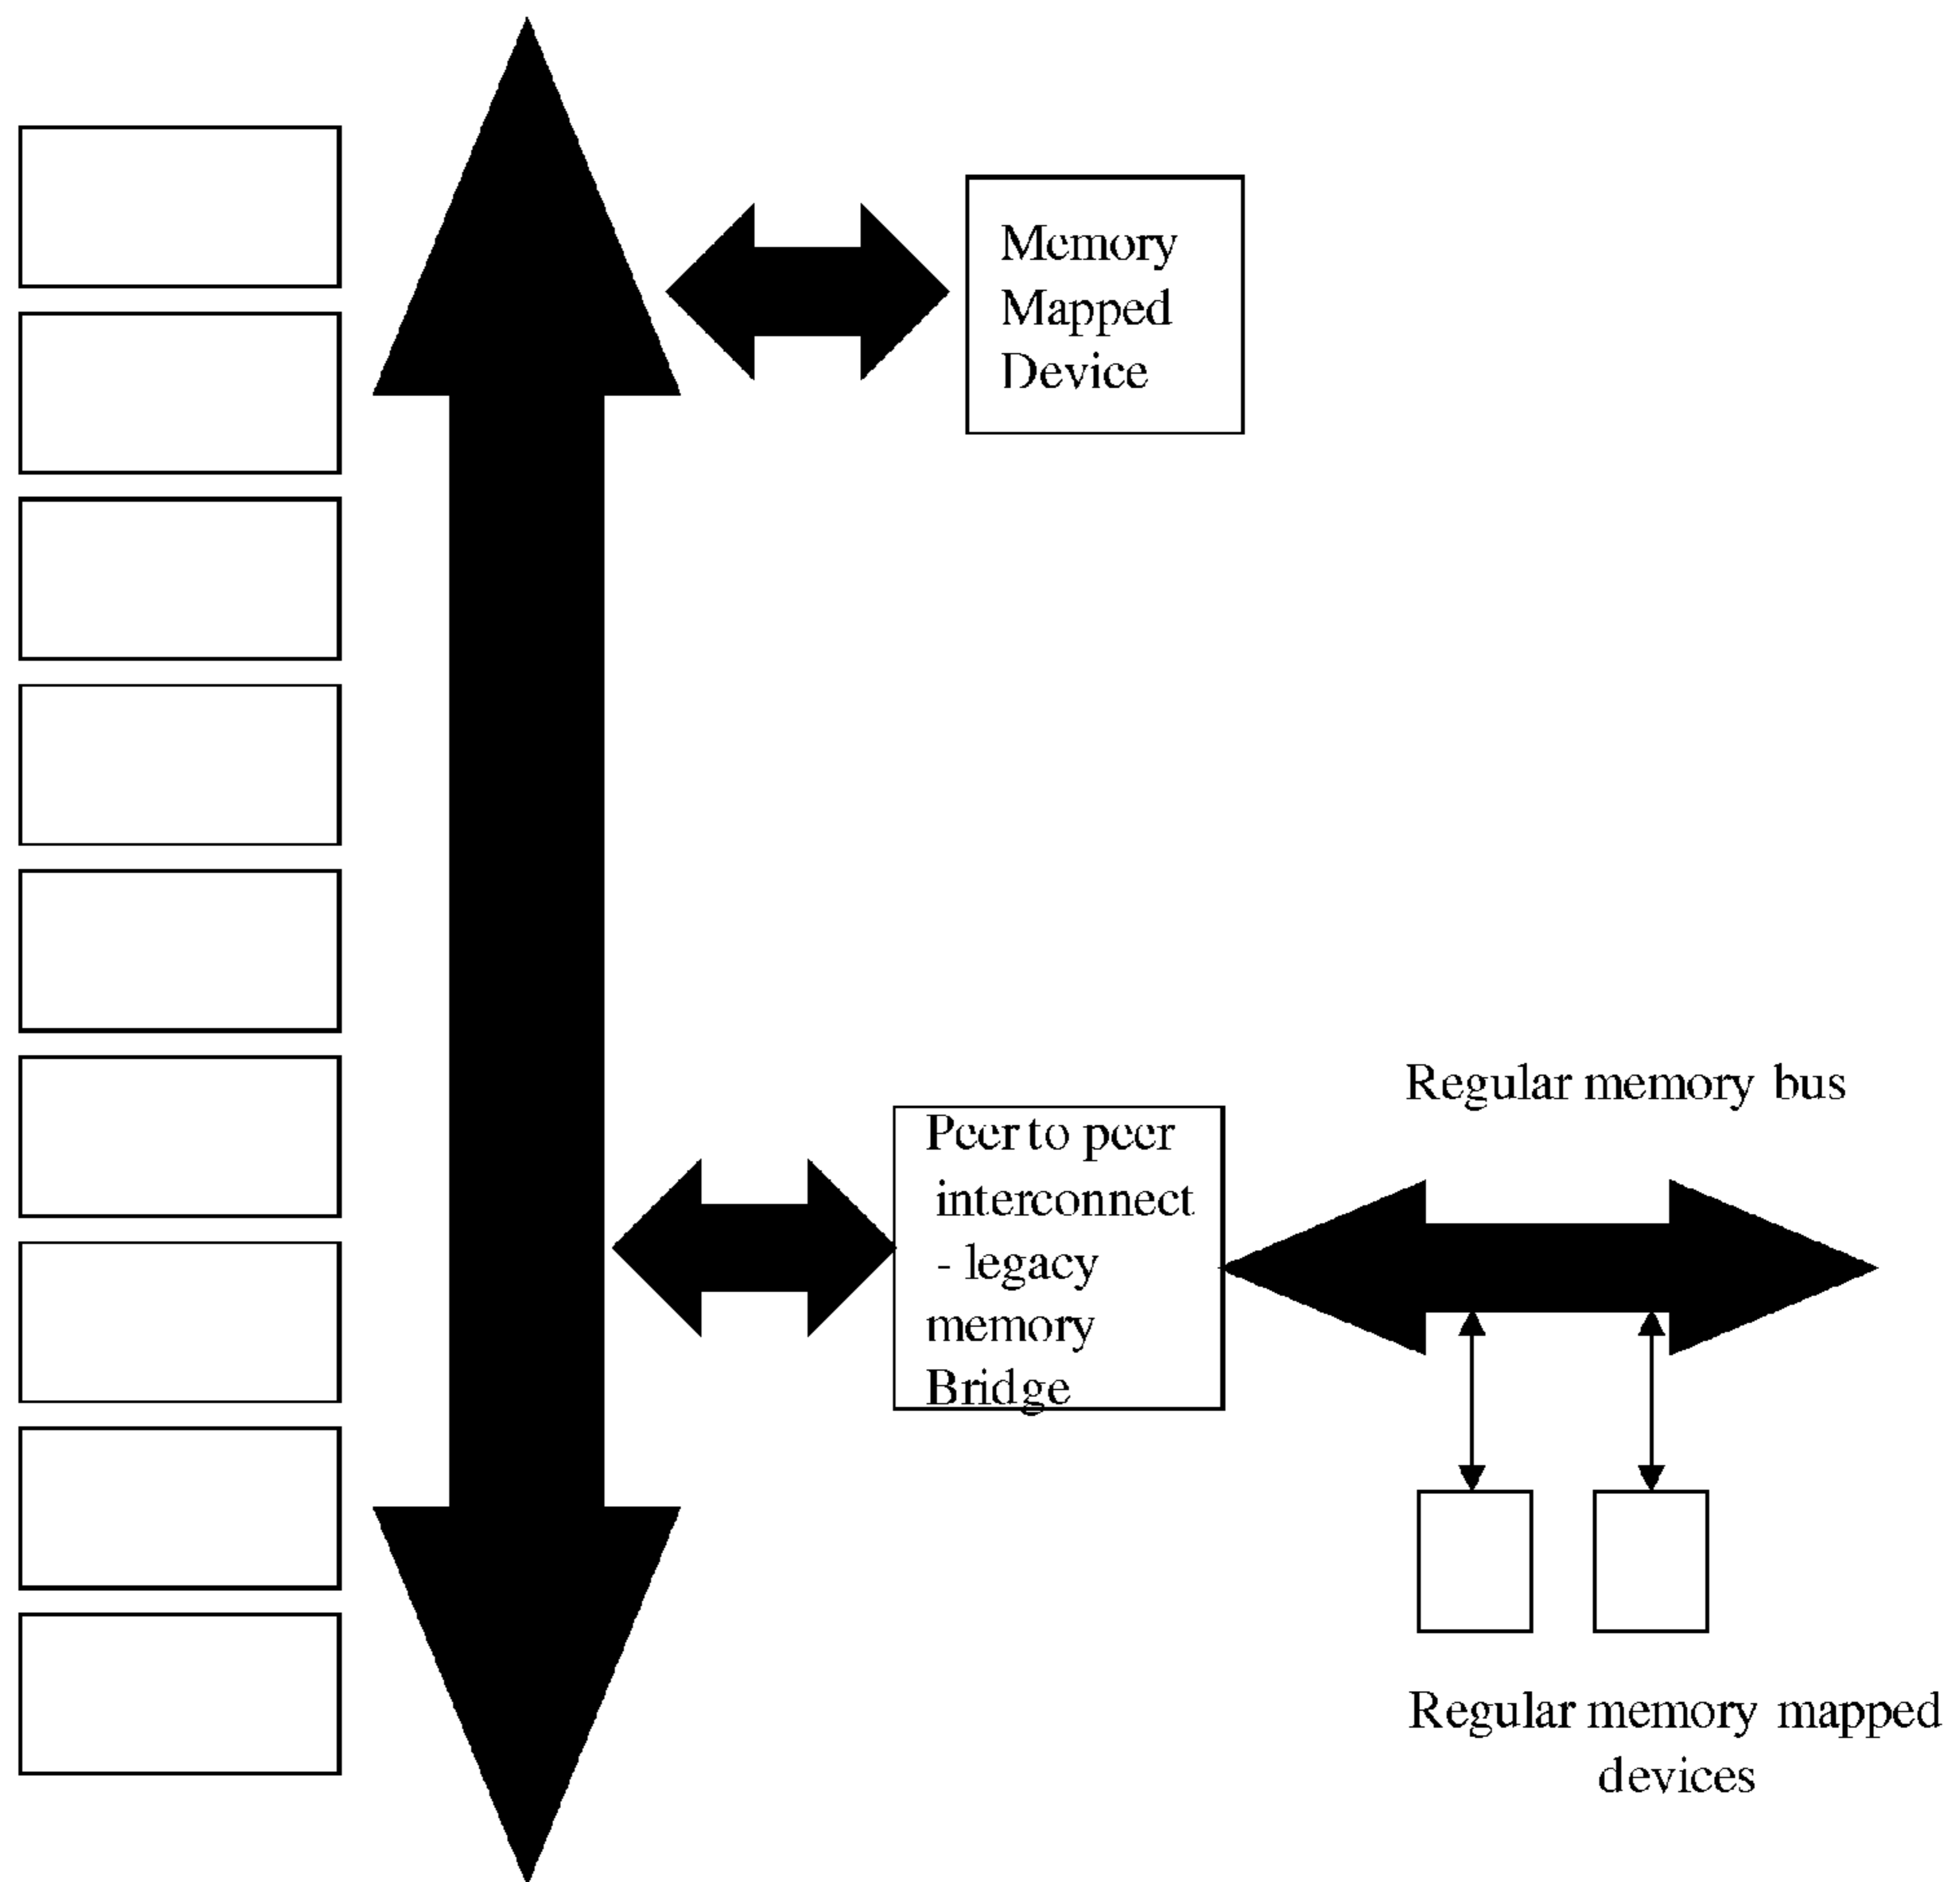 Memory
Mapped
Device
Regular memory bus
Peer to peer
interconnect
- legacy
memory
Bridge
Regular memory mapped
devices